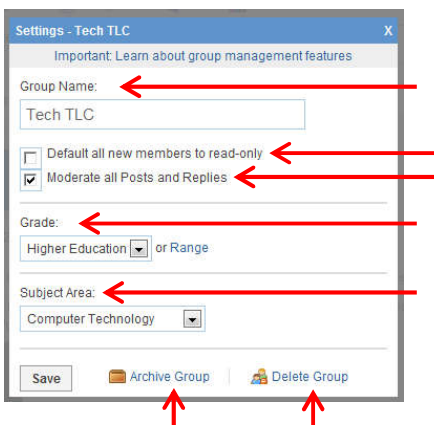 Settings - Tech TLC X
Important: Learn about group management features
Group Name:
Tech TLC
Default all new members to read-only
Moderate all Posts and Replies
Grade:
Higher Education or Range
Subject Area:
Computer Technology
Save Archive Group Delete Group